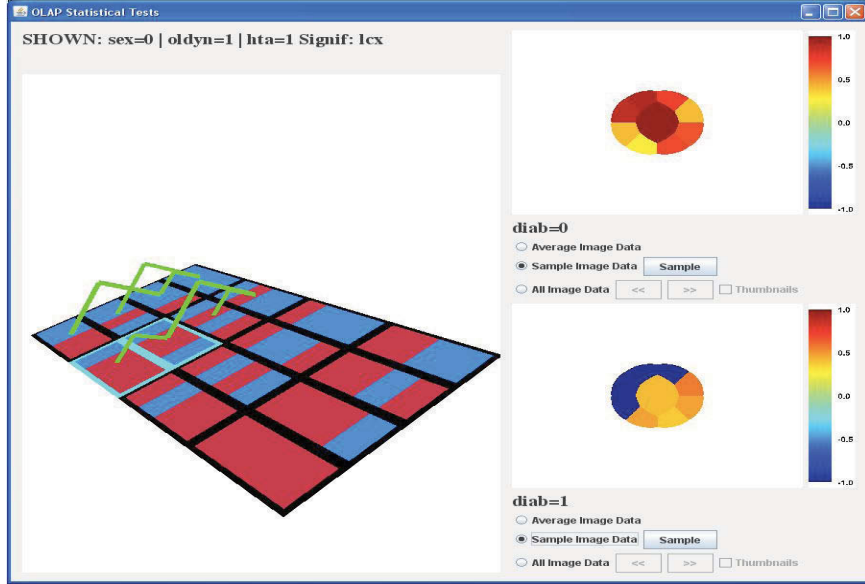 OLAP Statistical Tests
SHOWN: sex=0 | oldyn=1 | hta=1 Signif: lcx
1.0
0.5
0.0
-0.5
-1.0
diab=0
Average Image Data
Sample Image Data Sample
All Image Data << >> Thumbnails
1.0
0.5
0.0
-0.5
-1.0
diab=1
Average Image Data
Sample Image Data Sample
All Image Data << >> Thumbnails